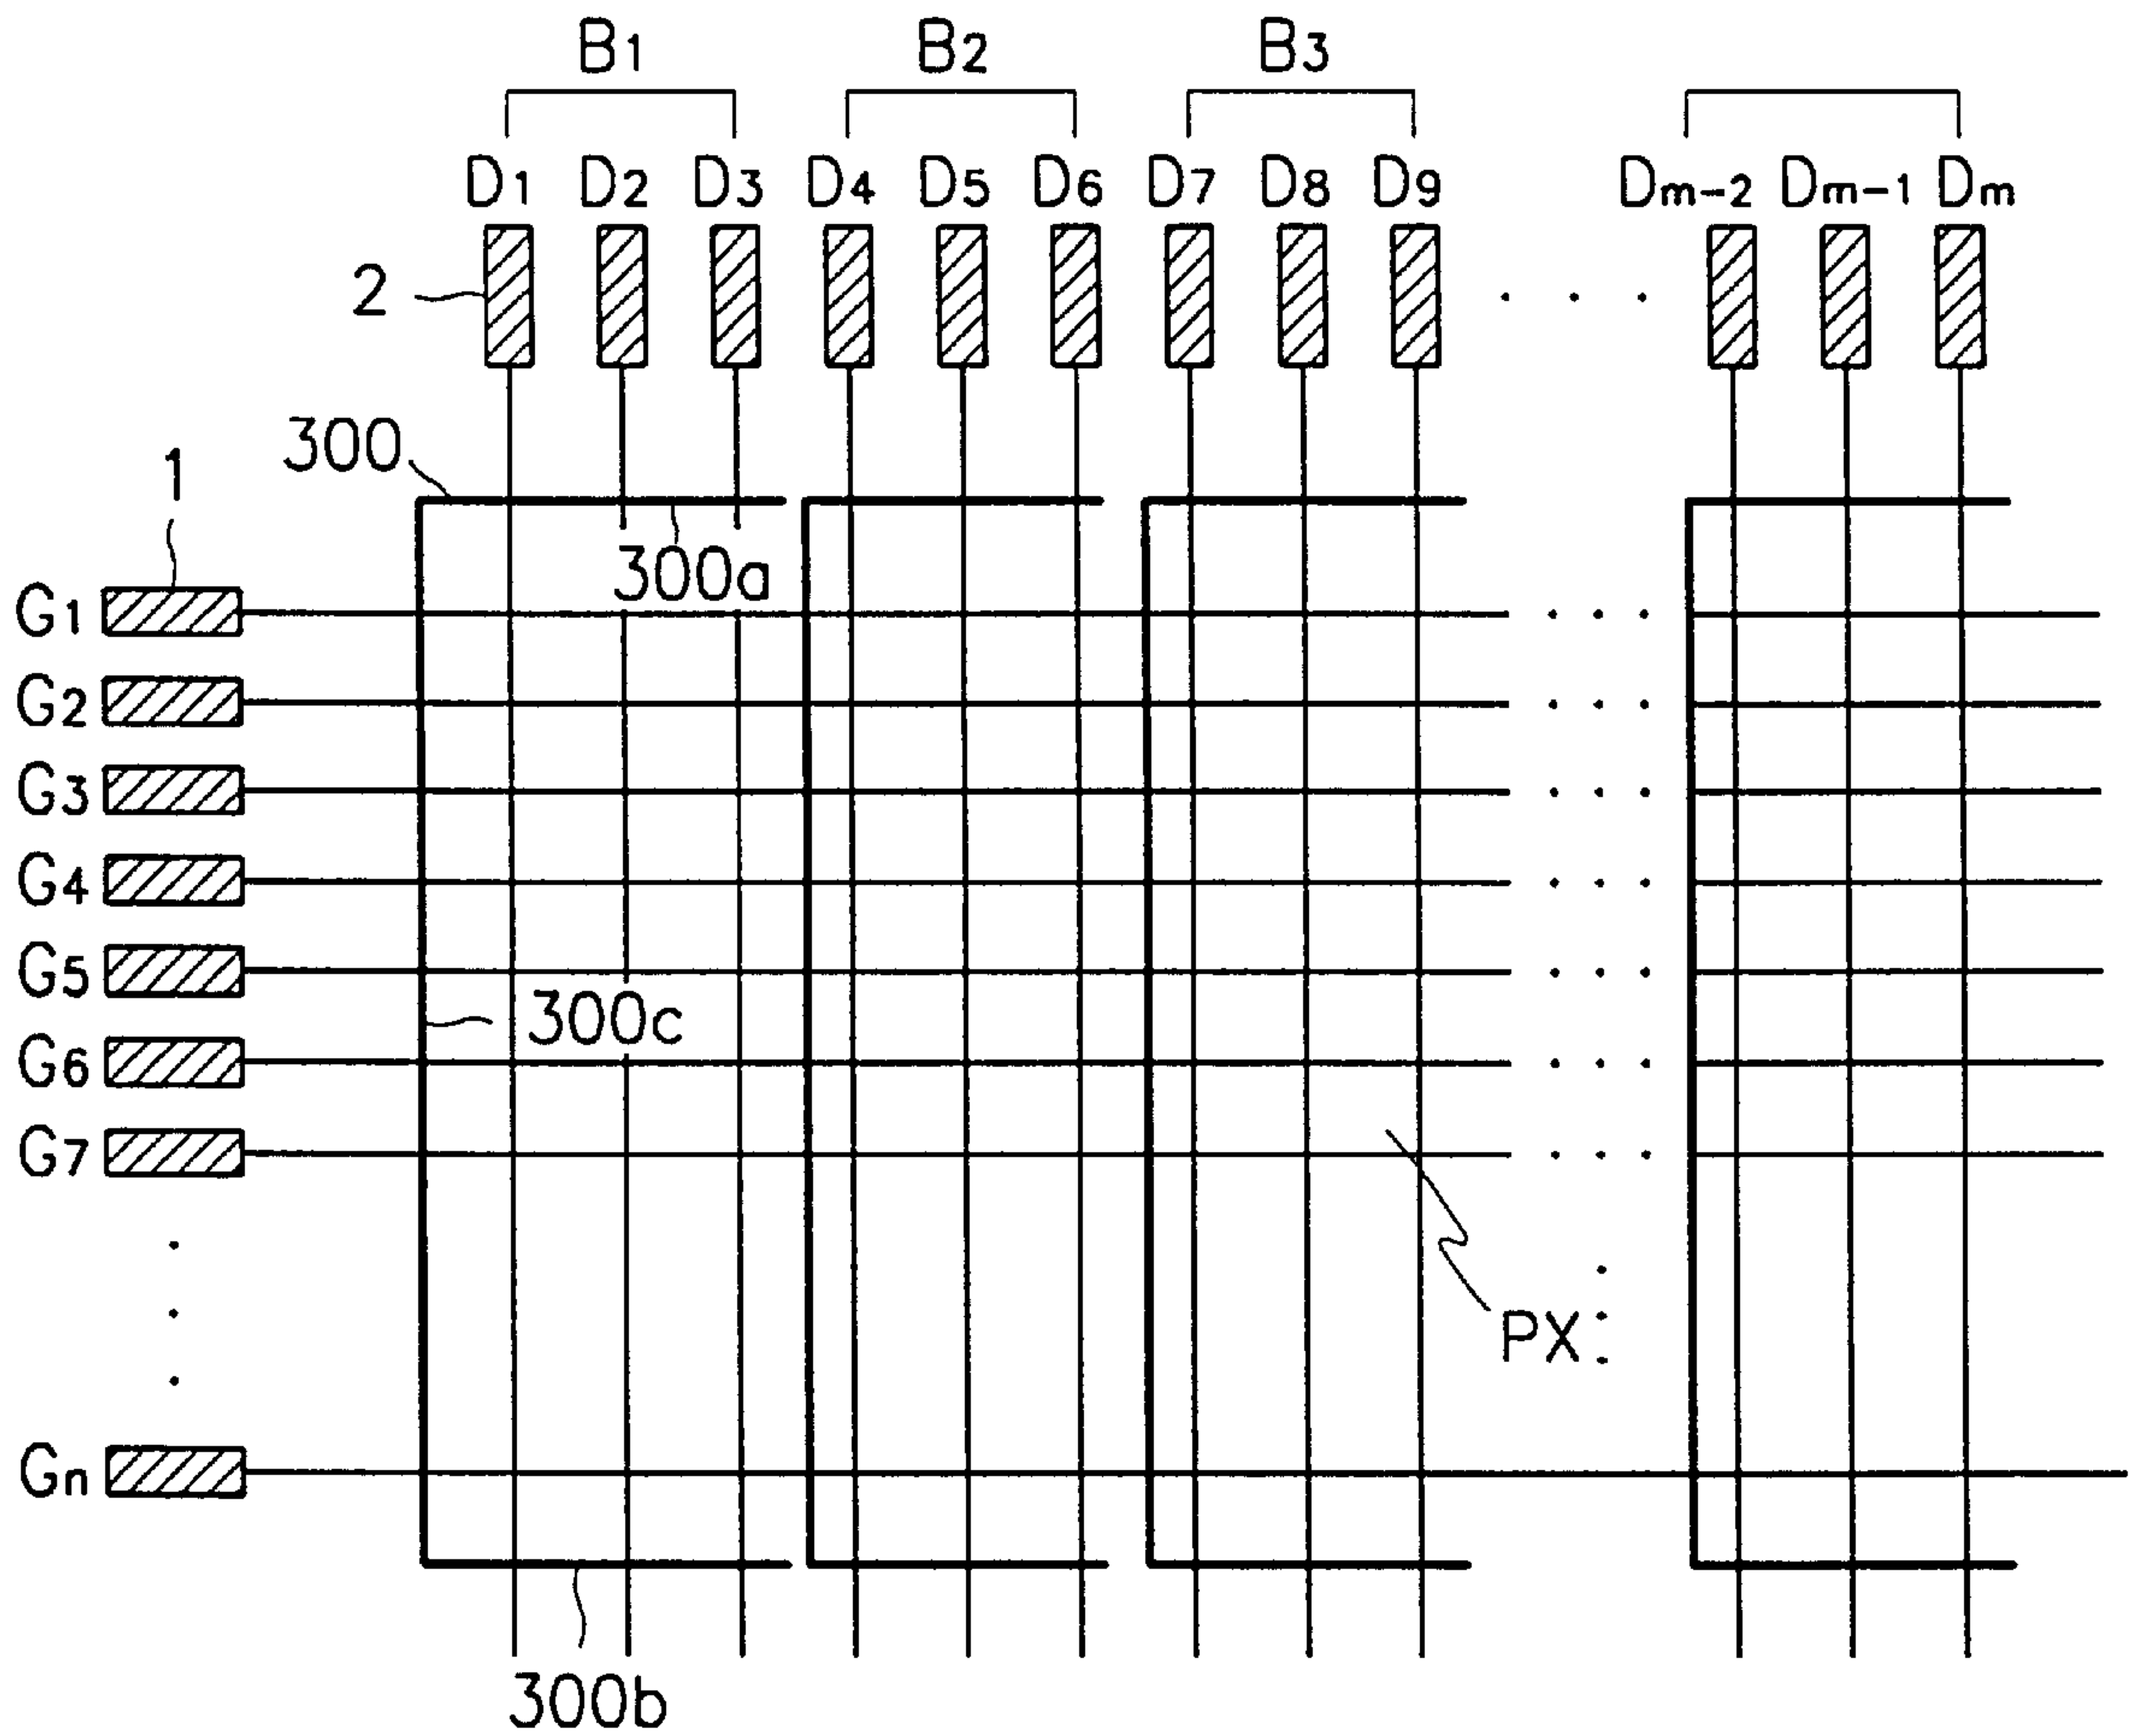 B1 B2 B3
D1 D2 D3 D4 D5 D6 D7 D8 D9 Dm-2 Dm-1 Dm
2
300
1
300a
G1
G2
G3
G4
G5
300c
G6
G7
PX
Gn
300b